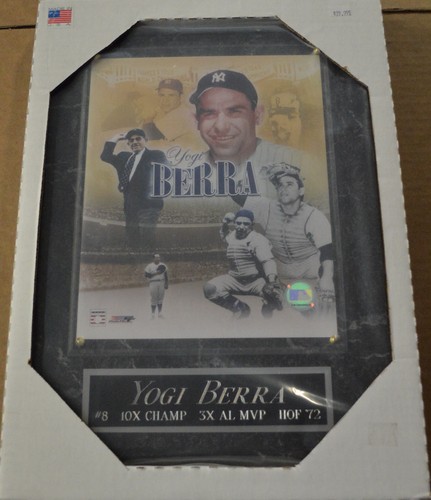 Yogi
BERRA
YOGI BERRA
#8 10X CHAMP 3X AL MVP HOF '72